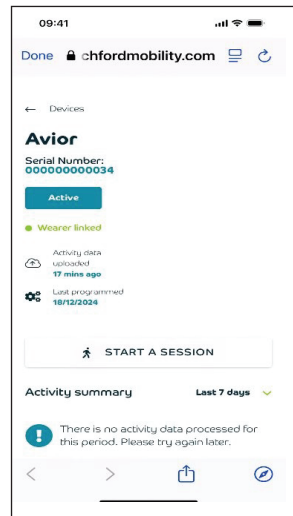 09:41
Done chfordmobility.com
← Devices
Avior
Serial Number:
000000000034
Active
Wearer linked
Activity data
uploaded
17 mins ago
Last programmed
18/12/2024
START A SESSION
Activity summary Last 7 days
There is no activity data processed for
this period. Please try again later.